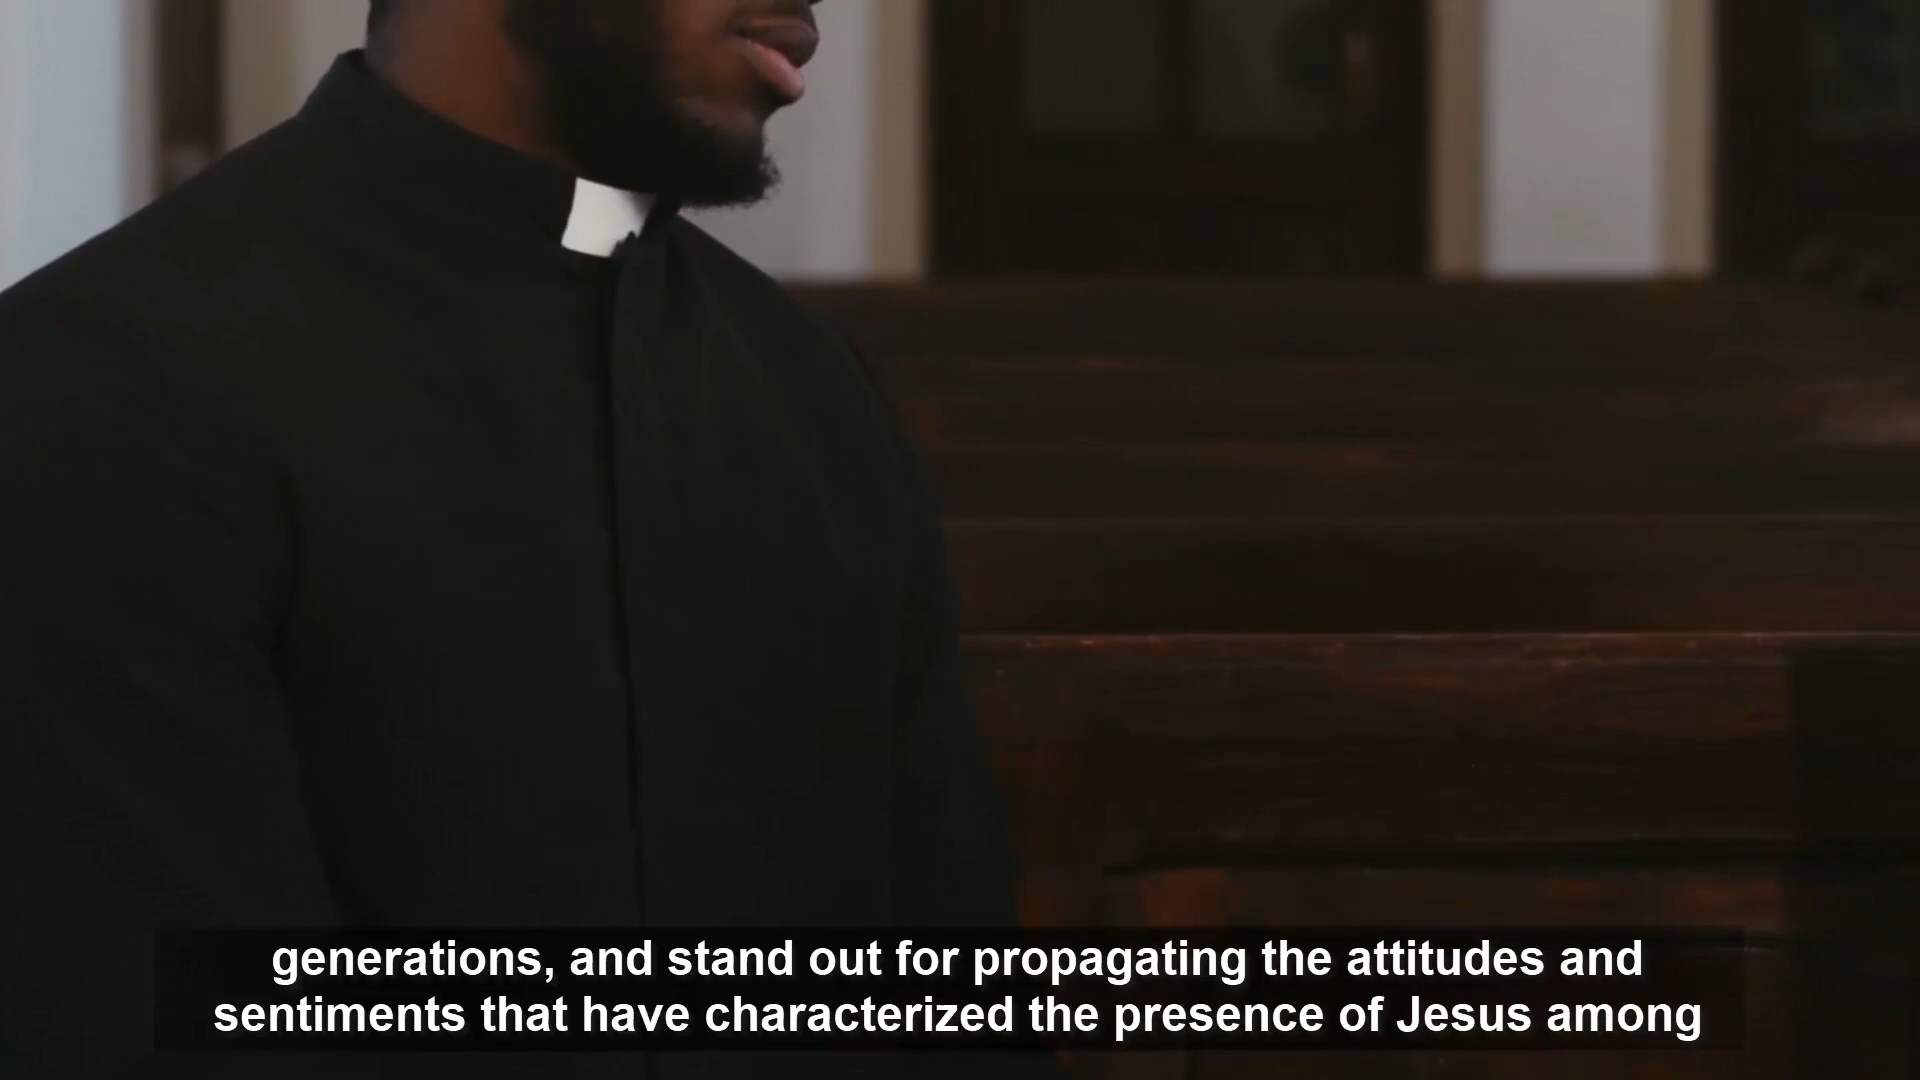 generations, and stand out for propagating the attitudes and
sentiments that have characterized the presence of Jesus among